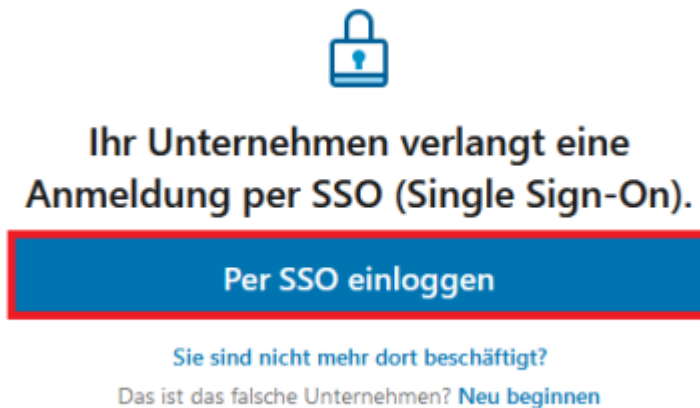 Ihr Unternehmen verlangt eine
Anmeldung per SSO (Single Sign-On).
Per SSO einloggen
Sie sind nicht mehr dort beschäftigt?
Das ist das falsche Unternehmen? Neu beginnen